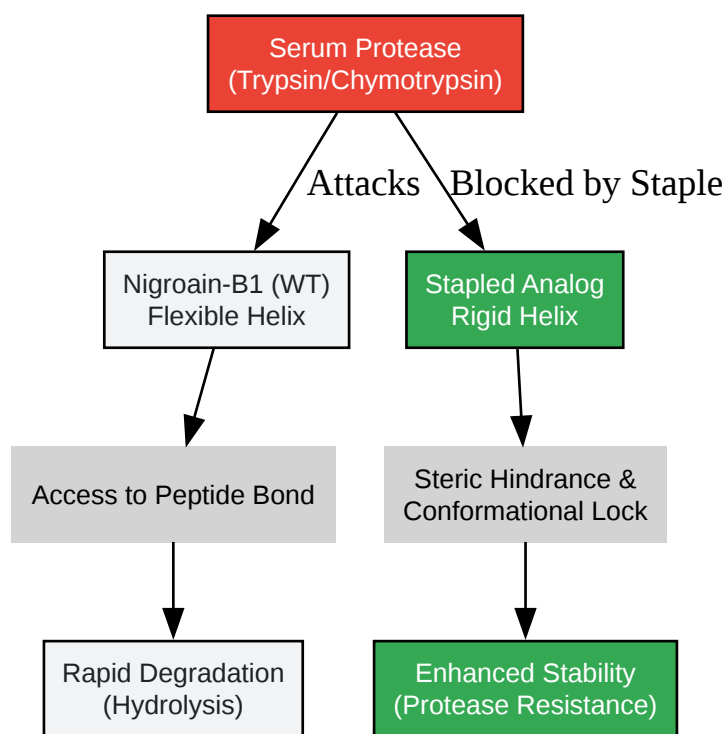 Serum Protease
(Trypsin/Chymotrypsin)
Attacks
Blocked by Staple
Nigroain-B1 (WT)
Flexible Helix
Stapled Analog
Rigid Helix
Access to Peptide Bond
Steric Hindrance &
Conformational Lock
Rapid Degradation
(Hydrolysis)
Enhanced Stability
(Protease Resistance)